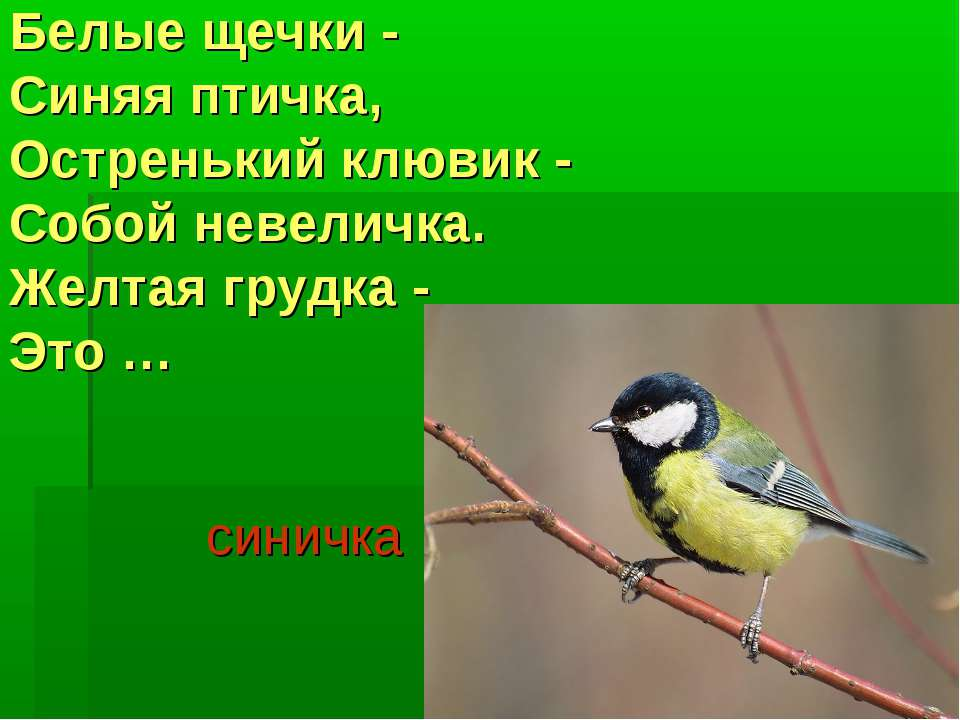 Белые щечки -
Синяя птичка,
Остренький клювик -
Собой невеличка.
Желтая грудка -
Это …
синичка